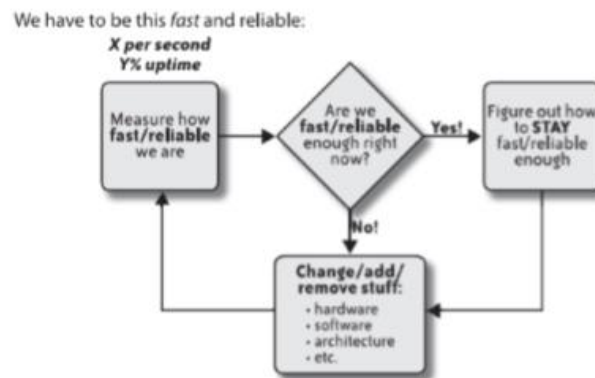 We have to be this fast and reliable:
X per second
Y% uptime
Measure how
fast/reliable
we are
Are we
fast/reliable
enough right
now?
Yes!
Figure out how
to STAY
fast/reliable
enough
No!
Change/add/
remove stuff:
• hardware
• software
• architecture
• etc.